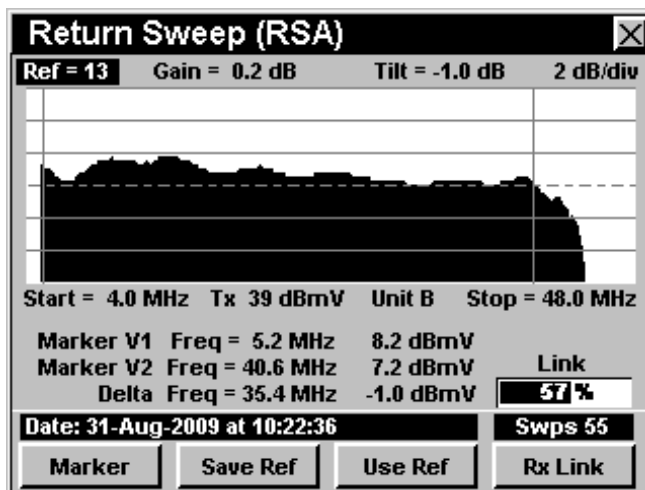 Return Sweep (RSA)
Ref = 13 Gain = 0.2 dB Tilt = -1.0 dB 2 dB/div
Start = 4.0 MHz Tx 39 dBmV Unit B Stop = 48.0 MHz
Marker V1 Freq = 5.2 MHz 8.2 dBmV
Marker V2 Freq = 40.6 MHz 7.2 dBmV
Link
Delta Freq = 35.4 MHz -1.0 dBmV
57 %
Date: 31-Aug-2009 at 10:22:36 Swps 55
Marker Save Ref Use Ref Rx Link